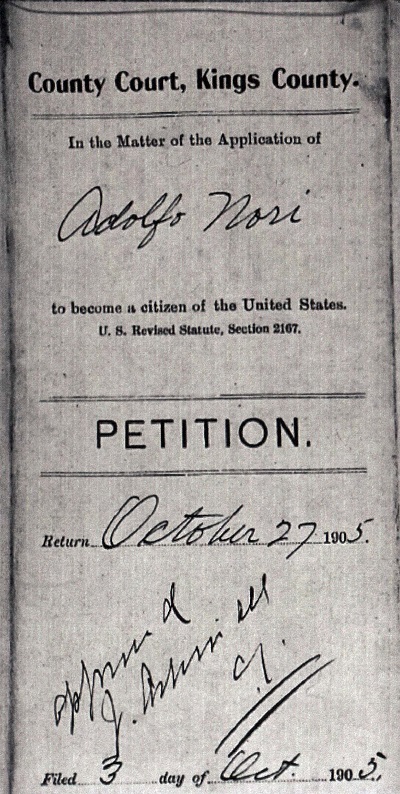 County Court, Kings County.
In the Matter of the Application of
Adolfo Nori
to become a citizen of the United States.
U. S. Revised Statute, Section 2167.
PETITION.
Return October 27 1905.
J.
Filed 3 day of Oct. 1905,